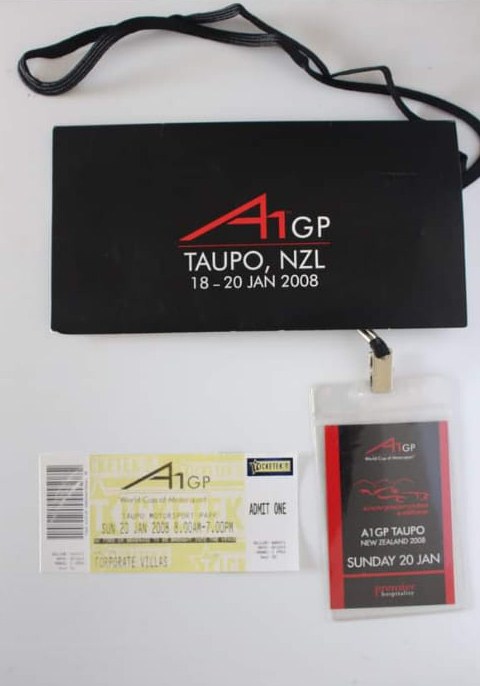 A1GP
TAUPO, NZL
18 – 20 JAN 2008
TICKETEK
A1GP
World Cup of Motorsport
TAUPO MOTORSPORT PARK
SUN 20 JAN 2008 8.00AM-7.00PM
CORPORATE VILLAS
ADMIT ONE
A1GP
World Cup of Motorsport
A1GP TAUPO
NEW ZEALAND 2008
SUNDAY 20 JAN
premier
hospitality